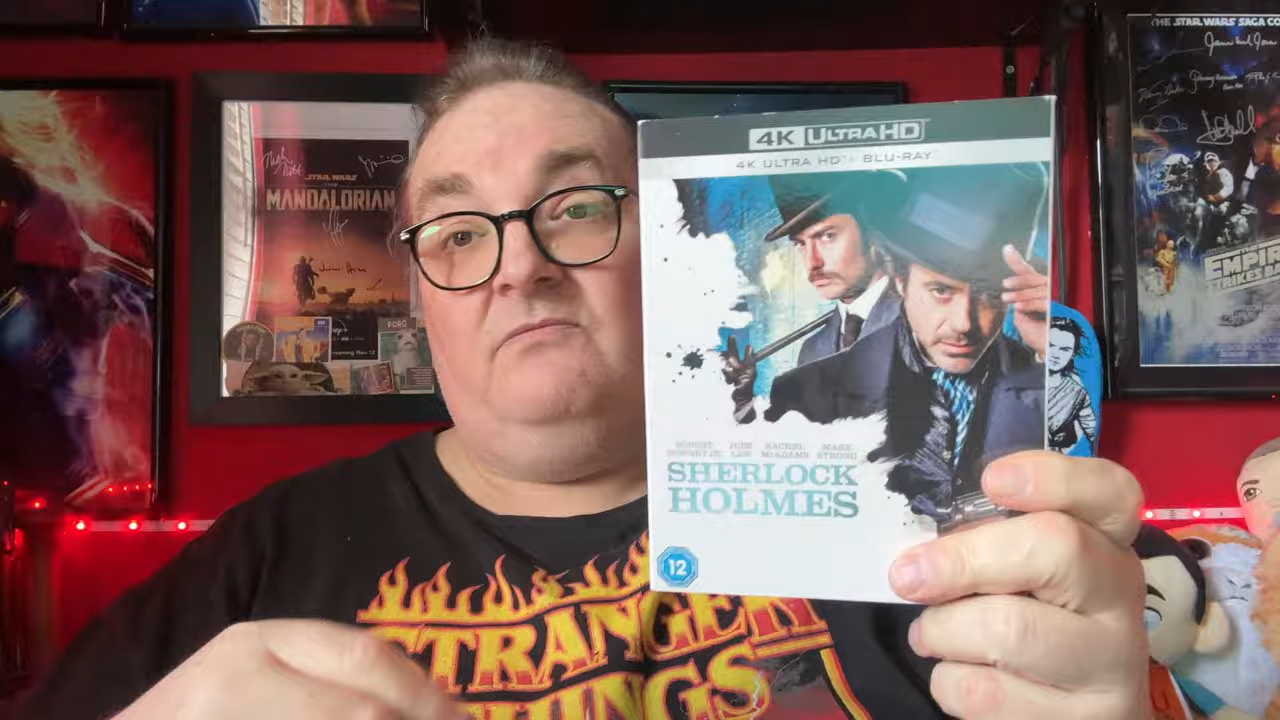 THE STAR WARS SAGA CO
STAR WARS
THE
MANDALORIAN
PORG
4K ULTRA HD
4K ULTRA HD + BLU-RAY
ROBERT DOWNEY JR. JUDE LAW RACHEL McADAMS MARK STRONG
SHERLOCK
HOLMES
12
EMPIRE
STRIKES BA
STRANGER
THINGS